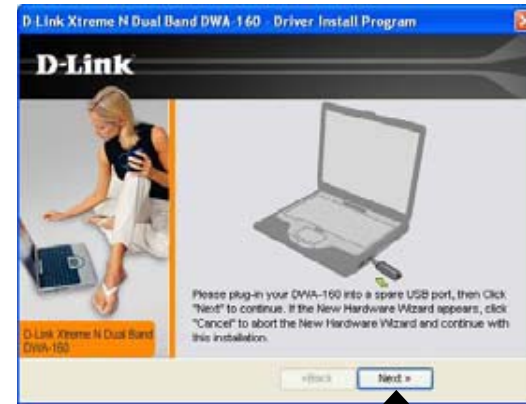 D-Link Xtreme N Dual Band DWA-160 - Driver Install Program
D-Link
Please plug-in your DWA-160 into a spare USB port, then Click
"Next" to continue. If the New Hardware Wizard appears, click
"Cancel" to abort the New Hardware Wizard and continue with
this installation.
D-Link Xtreme N Dual Band
DWA-160
<Back
Next >